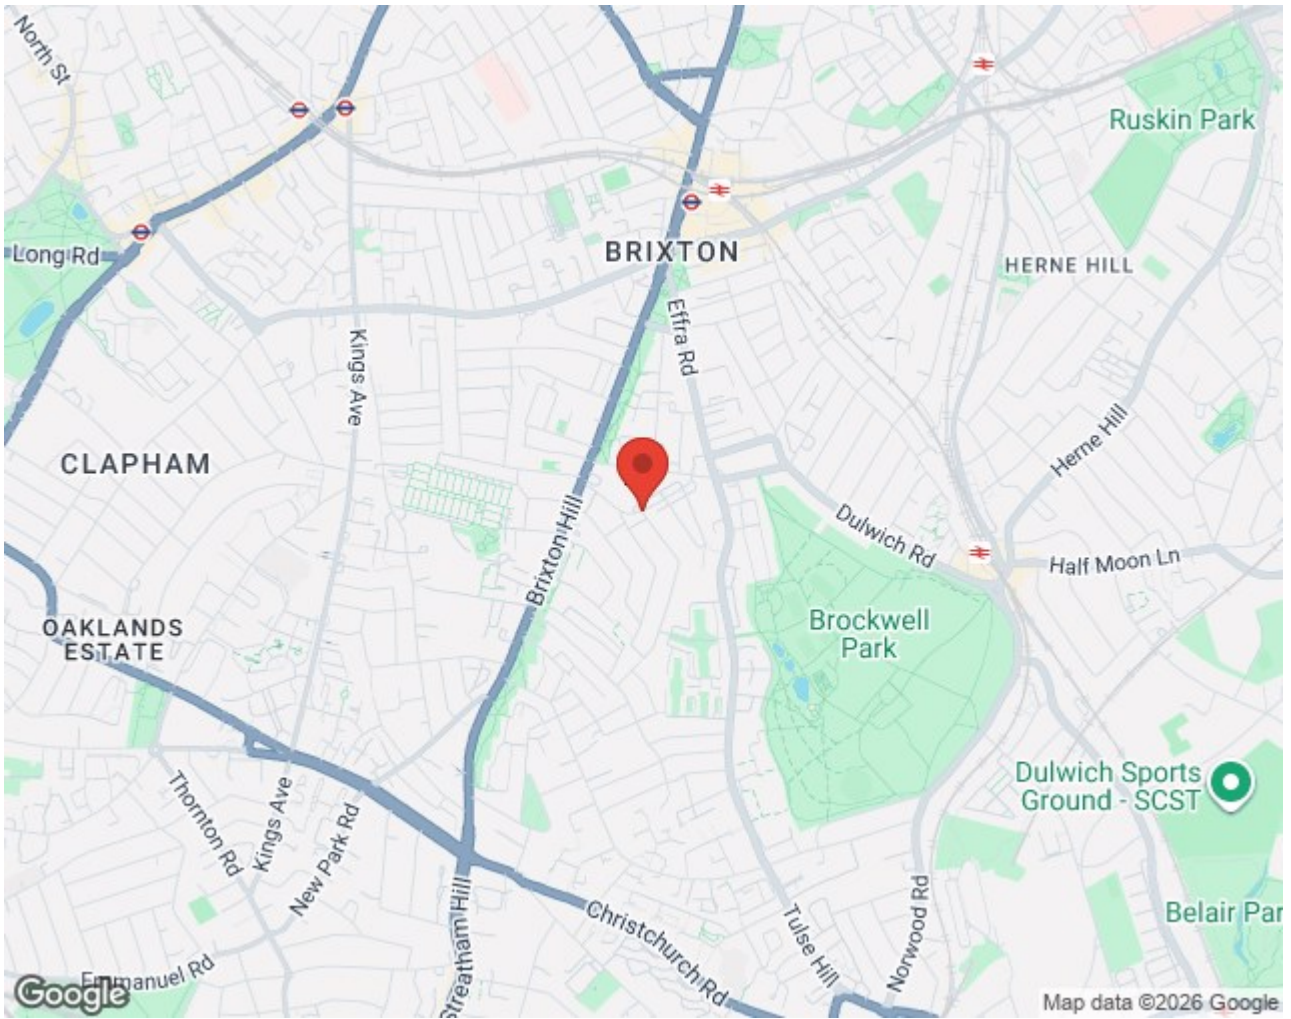 North St
Ruskin Park
Long Rd
BRIXTON
HERNE HILL
Effra Rd
Kings Ave
Herne Hill
CLAPHAM
Brixton Hill
Dulwich Rd
Half Moon Ln
OAKLANDS
ESTATE
Brockwell
Park
Dulwich Sports
Ground - SCST
Thornton Rd
Kings Ave
New Park Rd
Streatham Hill
Christchurch Rd
Tulse Hill
Norwood Rd
Belair Par
Emmanuel Rd
Google
Map data ©2026 Google